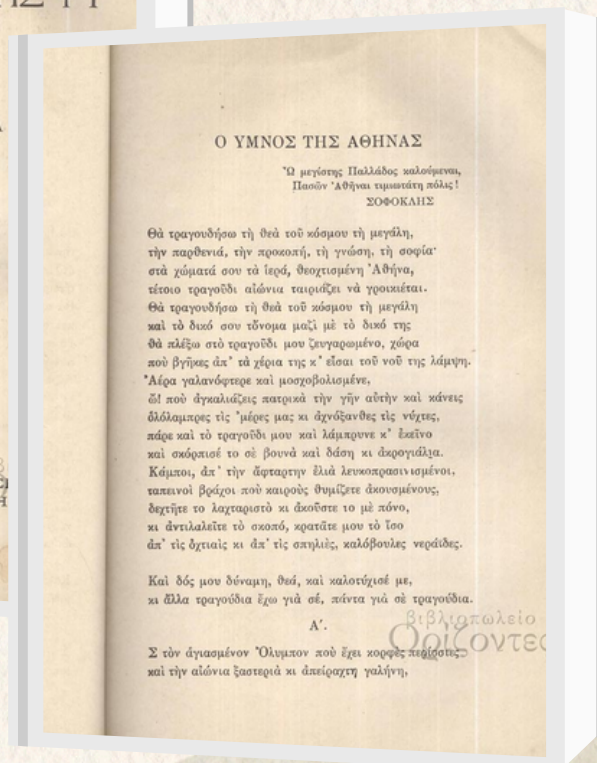 Ο ΥΜΝΟΣ ΤΗΣ ΑΘΗΝΑΣ
Ὦ μεγίστης Παλλάδος καλούμεναι,
Πασῶν Ἀθῆναι τιμιωτάτη πόλις!
ΣΟΦΟΚΛΗΣ
Θὰ τραγουδήσω τὴ θεὰ τοῦ κόσμου τὴ μεγάλη,
τὴν παρθενιά, τὴν προκοπή, τὴ γνώση, τὴ σοφία·
στὰ χώματά σου τὰ ἱερά, θεοχτισμένη Ἀθήνα,
τέτοιο τραγοῦδι αἰώνια ταιριάζει νὰ γροικιέται.
Θὰ τραγουδήσω τὴ θεὰ τοῦ κόσμου τὴ μεγάλη
καὶ τὸ δικό σου τὄνομα μαζὶ μὲ τὸ δικό της
θὰ πλέξω στὸ τραγοῦδι μου ζευγαρωμένο, χώρα
ποὺ βγῆκες ἀπ' τὰ χέρια της κ' εἶσαι τοῦ νοῦ της λάμψη.
Ἀέρα γαλανόφτερε καὶ μοσχοβολισμένε,
ὦ! ποὺ ἀγκαλιάζεις πατρικὰ τὴν γῆν αὐτὴν καὶ κάνεις
ὁλόλαμπρες τὶς 'μέρες μας κι ἀχνόξανθες τὶς νύχτες,
πάρε καὶ τὸ τραγοῦδι μου καὶ λάμπρυνε κ' ἐκεῖνο
καὶ σκόρπισέ το σὲ βουνὰ καὶ δάση κι ἀκρογιάλια.
Κάμποι, ἀπ' τὴν ἄφταρτην ἐλιὰ λευκοπρασινισμένοι,
ταπεινοὶ βράχοι ποὺ καιροὺς θυμίζετε ἀκουσμένους,
δεχτῆτε το λαχταριστὸ κι ἀκοῦστε το μὲ πόνο,
κι ἀντιλαλεῖτε τὸ σκοπό, κρατᾶτε μου τὸ ἴσο
ἀπ' τὶς ὀχτιαὶς κι ἀπ' τὶς σπηλιές, καλόβουλες νεράϊδες.
Καὶ δός μου δύναμη, θεά, καὶ καλοτύχισέ με,
κι ἄλλα τραγούδια ἔχω γιὰ σέ, πάντα γιὰ σὲ τραγούδια.
Α΄.
Σ τὸν ἁγιασμένον Ὄλυμπον ποὺ ἔχει κορφὲς περίσσιες
καὶ τὴν αἰώνια ξαστεριὰ κι ἀπείραχτη γαλήνη,
βιβλιοπωλείο
Ορίζοντες